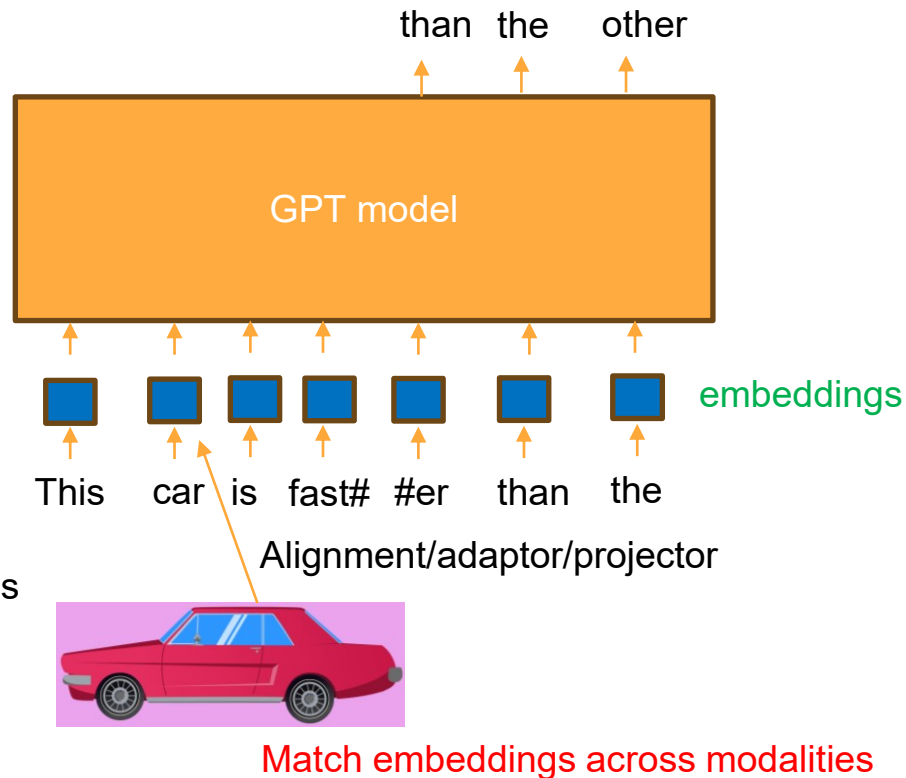 than the other
GPT model
embeddings
This car is fast# #er than the
Alignment/adaptor/projector
s
Match embeddings across modalities